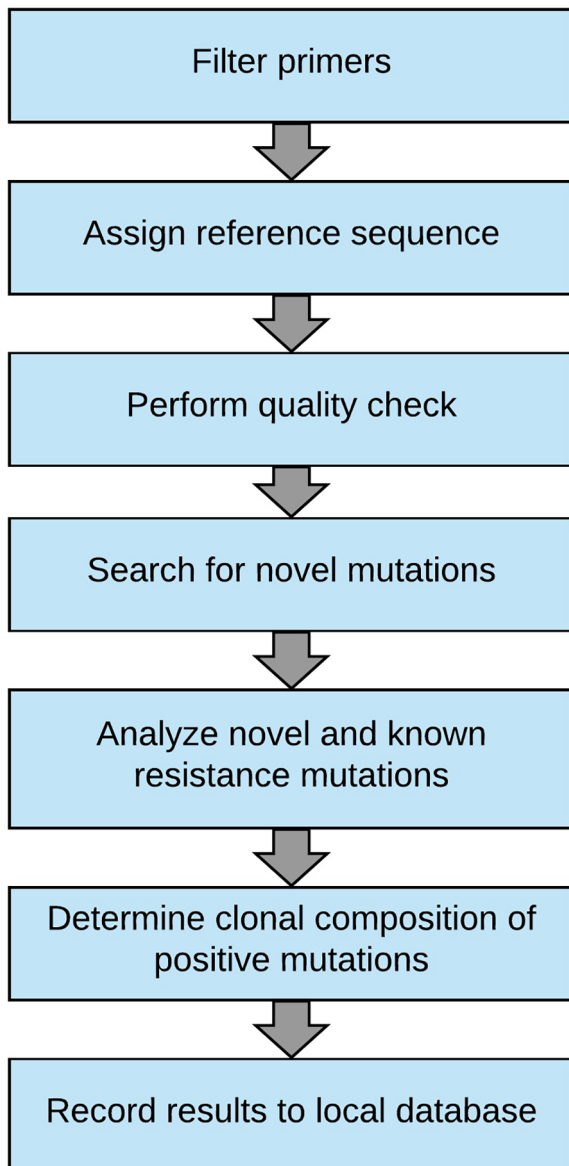 Filter primers
Assign reference sequence
Perform quality check
Search for novel mutations
Analyze novel and known
resistance mutations
Determine clonal composition of
positive mutations
Record results to local database